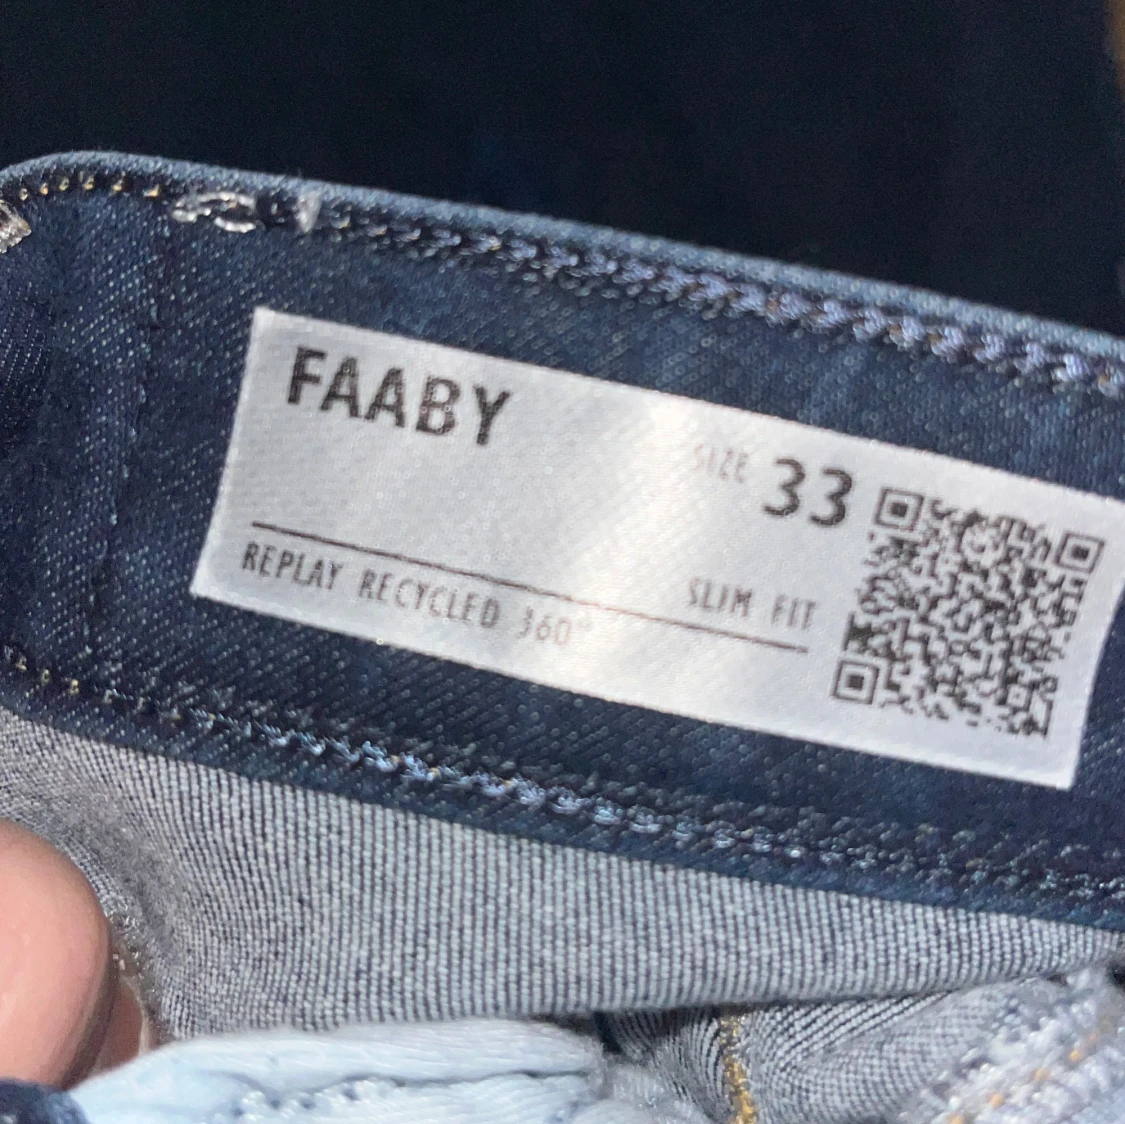 FAABY
SIZE 33
SLIM FIT
REPLAY RECYCLED 360°